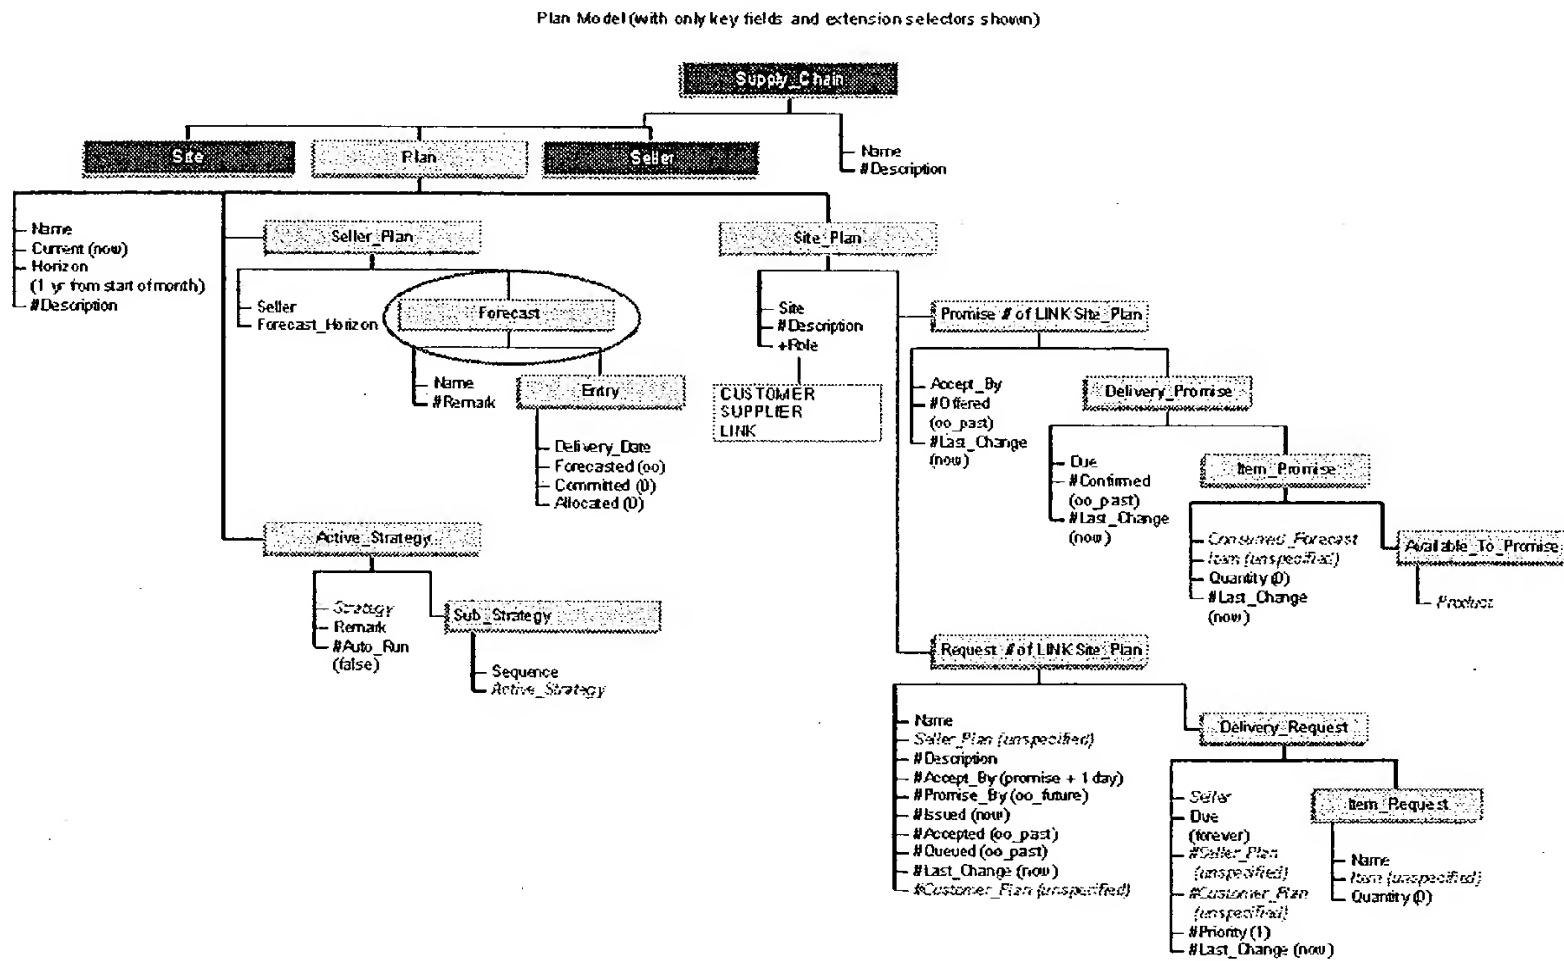 Plan Model (with only key fields and extension selectors shown)
Supply_Chain
Site
Plan
Seller
Name
#Description
Name
Current (now)
Horizon
(1 yr from start of month)
#Description
Seller_Plan
Seller
Forecast_Horizon
Forecast
Name
#Remark
Entry
Delivery_Date
Forecasted (oo)
Committed (0)
Allocated (0)
Active_Strategy
Strategy
Remark
#Auto_Run
(false)
Sub_Strategy
Sequence
Active_Strategy
Site_Plan
Site
#Description
+Role
CUSTOMER
SUPPLIER
LINK
Promise # of LINK Site_Plan
Accept_By
#Offered
(oo_past)
#Last_Change
(now)
Delivery_Promise
Due
#Confirmed
(oo_past)
#Last_Change
(now)
Item_Promise
Consumed_Forecast
Item (unspecified)
Quantity (0)
#Last_Change
(now)
Available_To_Promise
Product
Request # of LINK Site_Plan
Name
Seller_Plan (unspecified)
#Description
#Accept_By (promise + 1 day)
#Promise_By (oo_future)
#Issued (now)
#Accepted (oo_past)
#Queued (oo_past)
#Last_Change (now)
#Customer_Plan (unspecified)
Delivery_Request
Seller
Due
(forever)
#Seller_Plan
(unspecified)
#Customer_Plan
(unspecified)
#Priority (1)
#Last_Change (now)
Item_Request
Name
Item (unspecified)
Quantity (0)